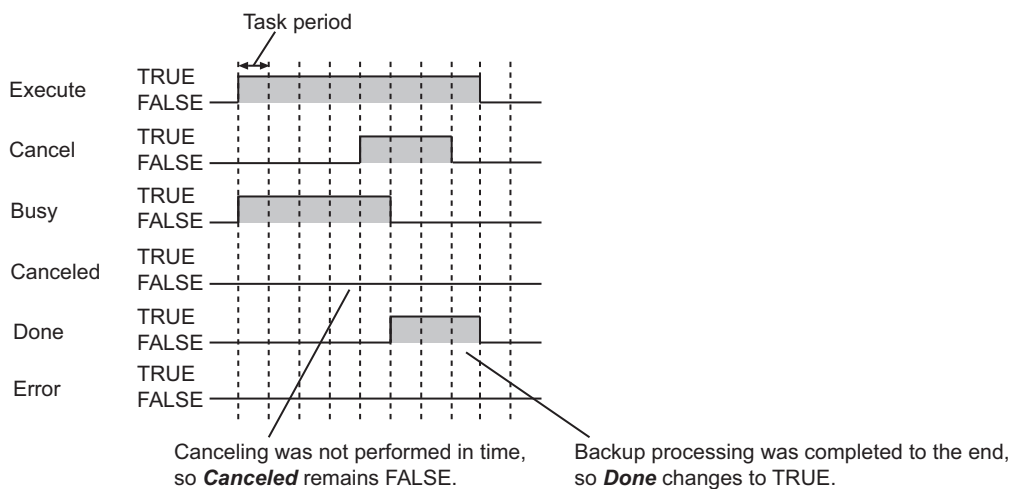 Task period
Execute
TRUE
FALSE
Cancel
TRUE
FALSE
Busy
TRUE
FALSE
Canceled
TRUE
FALSE
Done
TRUE
FALSE
Error
TRUE
FALSE
Canceling was not performed in time,
so Canceled remains FALSE.
Backup processing was completed to the end,
so Done changes to TRUE.